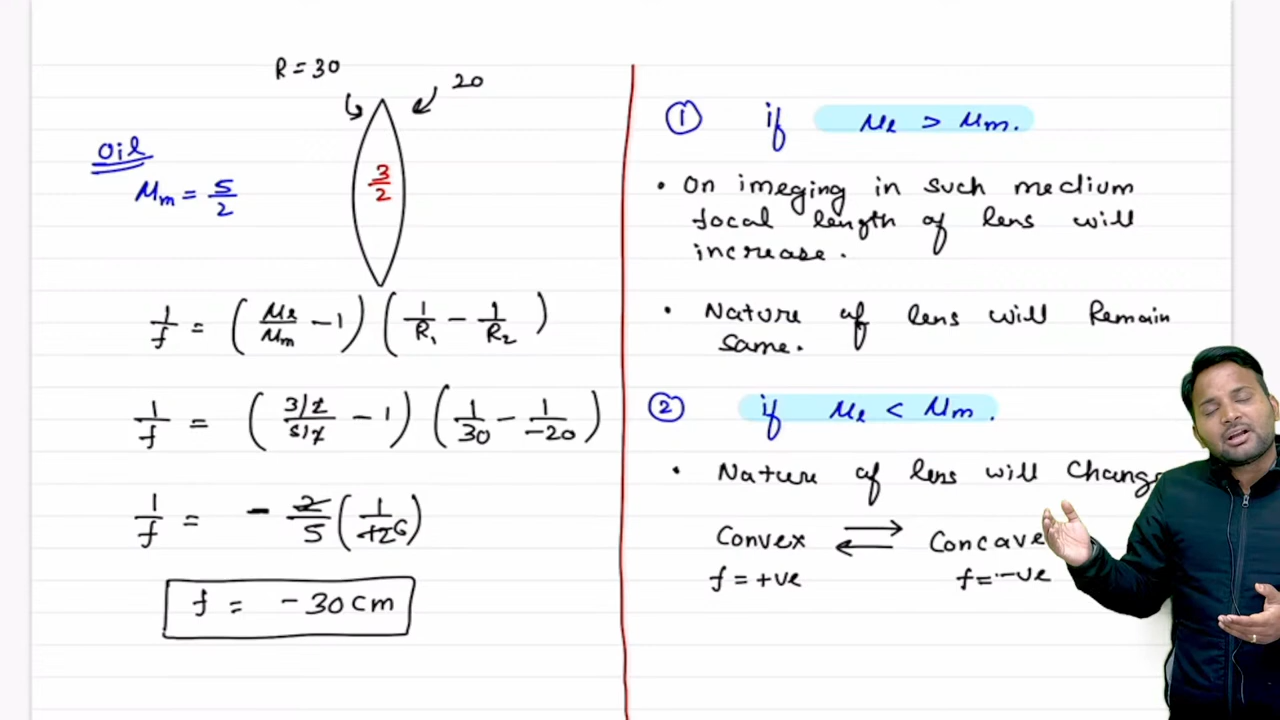 R = 30
20
Oil
μm = 5/2
3/2
1/f = (μl/μm − 1) (1/R₁ − 1/R₂)
1/f = (3/2/5/2 − 1) (1/30 − 1/−20)
1/f = − 2/5 (1/12 6)
f = − 30 cm
① if μl > μm.
• On imeging in such medium
focal length of lens will
increase.
• Nature of lens will Remain
same.
② if μl < μm.
• Nature of lens will Change
Convex ⇌ Concave
f = +ve f = −ve